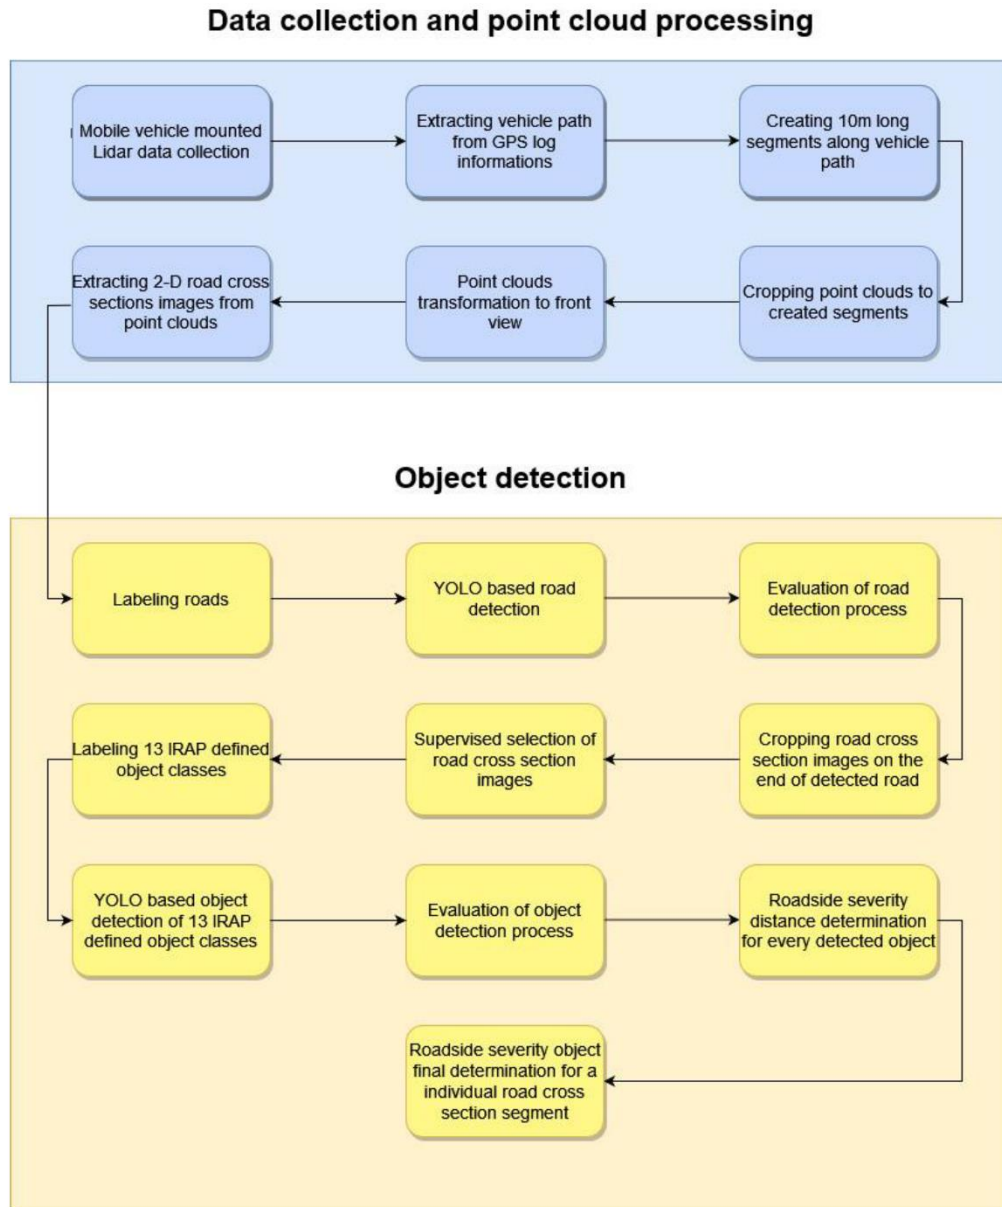 Data collection and point cloud processing
Mobile vehicle mounted
Lidar data collection
Extracting vehicle path
from GPS log
informations
Creating 10m long
segments along vehicle
path
Extracting 2-D road cross
sections images from
point clouds
Point clouds
transformation to front
view
Cropping point clouds to
created segments
Object detection
Labeling roads
YOLO based road
detection
Evaluation of road
detection process
Labeling 13 IRAP defined
object classes
Supervised selection of
road cross section
images
Cropping road cross
section images on the
end of detected road
YOLO based object
detection of 13 IRAP
defined object classes
Evaluation of object
detection process
Roadside severity
distance determination
for every detected object
Roadside severity object
final determination for a
individual road cross
section segment